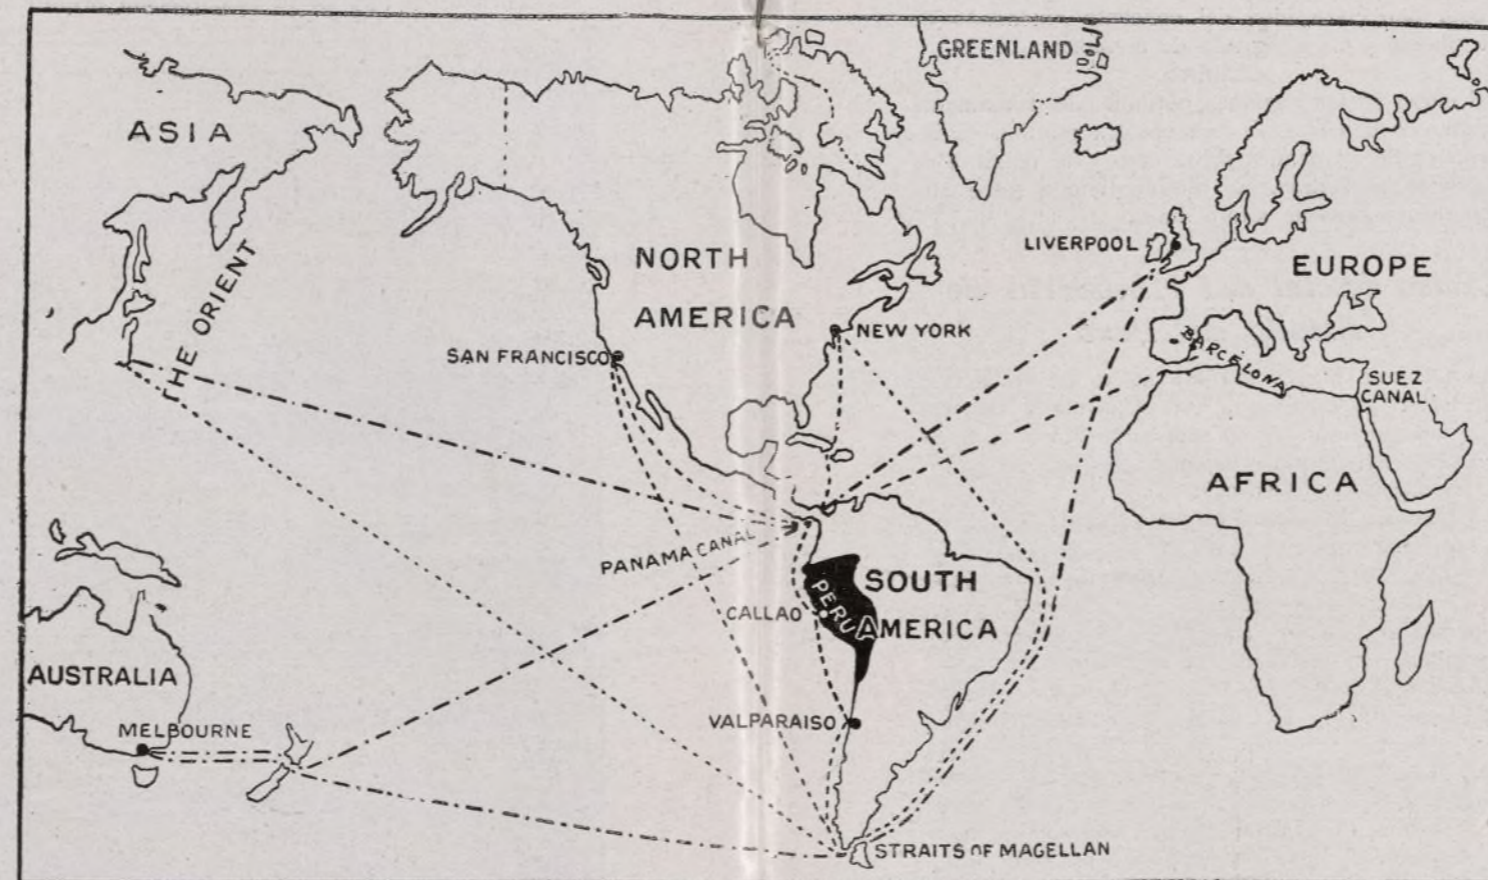 GREENLAND
ASIA
THE ORIENT
NORTH
AMERICA
LIVERPOOL
EUROPE
NEW YORK
SAN FRANCISCO
BARCELONA
SUEZ
CANAL
AFRICA
PANAMA CANAL
SOUTH
AMERICA
PERU
CALLAO
AUSTRALIA
MELBOURNE
VALPARAISO
STRAITS OF MAGELLAN